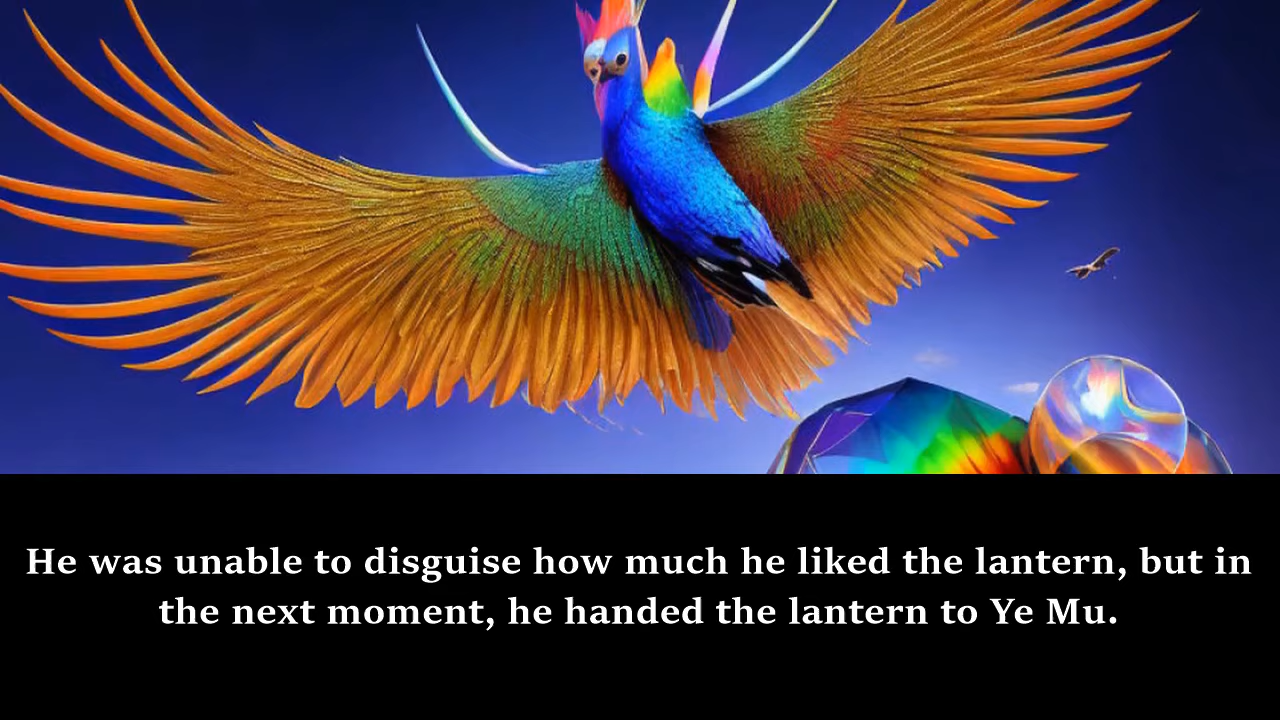 He was unable to disguise how much he liked the lantern, but in
the next moment, he handed the lantern to Ye Mu.